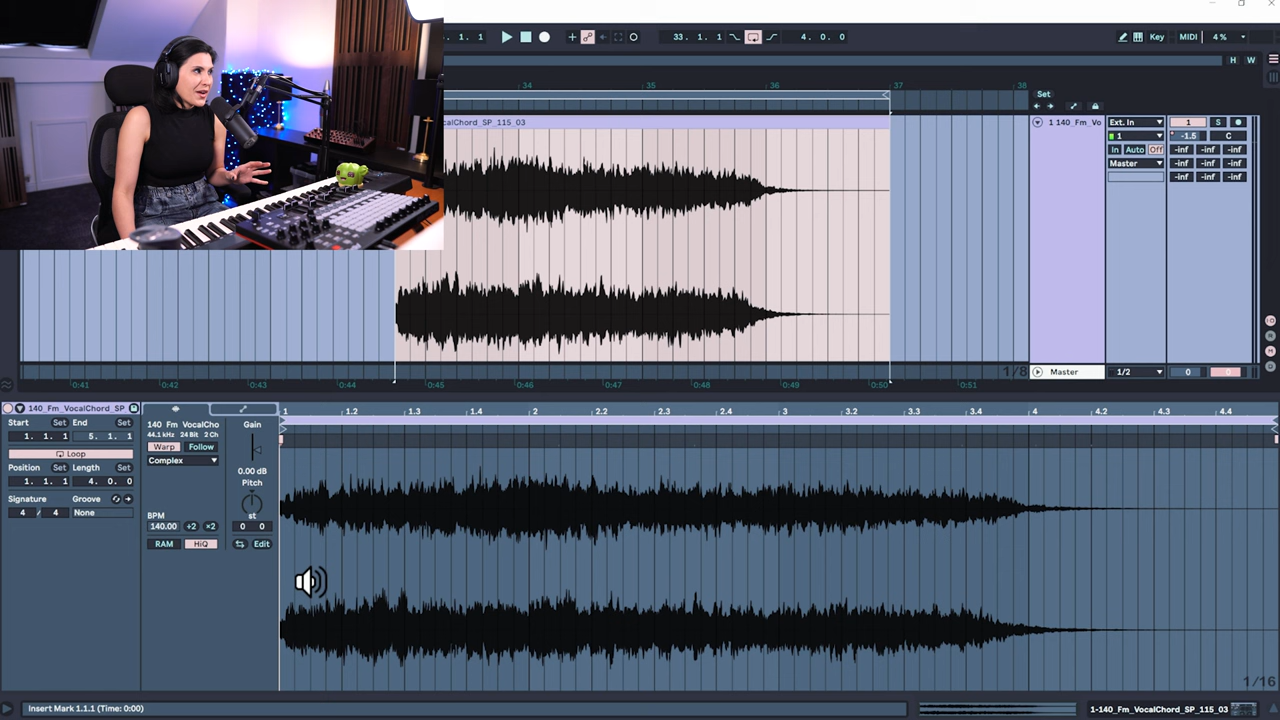 . 1. 1
33. 1. 1
4. 0. 0
Key
MIDI
4 %
H W
34 35 36 37 38
Set
calChord_SP_115_03
1 140_Fm_Vo
Ext. In
1
S
1
-1.5
C
In Auto Off
-inf -inf -inf
Master
-inf -inf -inf
-inf -inf -inf
1/8
Master
1/2
0
0
0:41 0:42 0:43 0:44 0:45 0:46 0:47 0:48 0:49 0:50 0:51
140_Fm_VocalChord_SP
Start Set End Set
1. 1. 1 5. 1. 1
Loop
Position Set Length Set
1. 1. 1 4. 0. 0
Signature Groove
4 / 4 None
140 Fm VocalCho
44.1 kHz 24 Bit 2 Ch
Warp Follow
Complex
BPM
140.00 ÷2 ×2
RAM HiQ
Gain
0.00 dB
Pitch
st
0 0
Edit
1 1.2 1.3 1.4 2 2.2 2.3 2.4 3 3.2 3.3 3.4 4 4.2 4.3 4.4
1/16
Insert Mark 1.1.1 (Time: 0:00)
1-140_Fm_VocalChord_SP_115_03